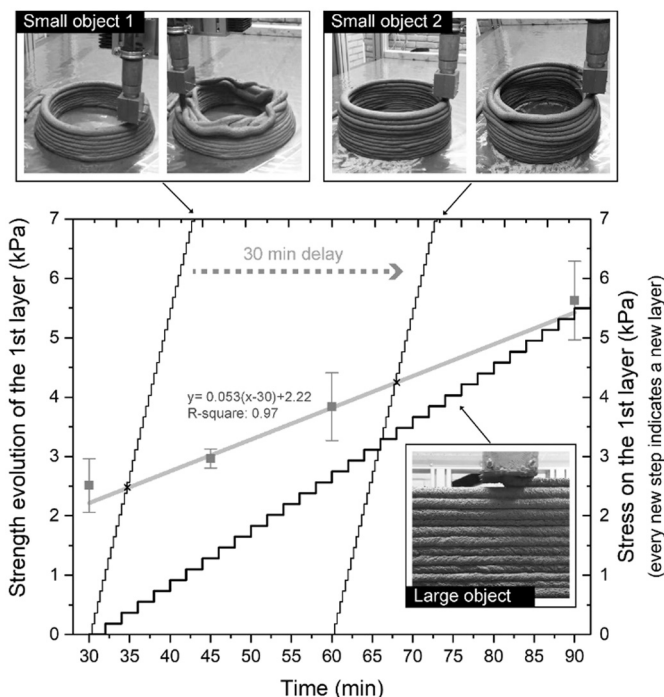 Small object 1
Small object 2
7
6
5
4
3
2
1
0
Strength evolution of the 1st layer (kPa)
30 min delay
y= 0.053(x-30)+2.22
R-square: 0.97
Large object
7
6
5
4
3
2
1
0
Stress on the 1st layer (kPa)
(every new step indicates a new layer)
30 35 40 45 50 55 60 65 70 75 80 85 90
Time (min)